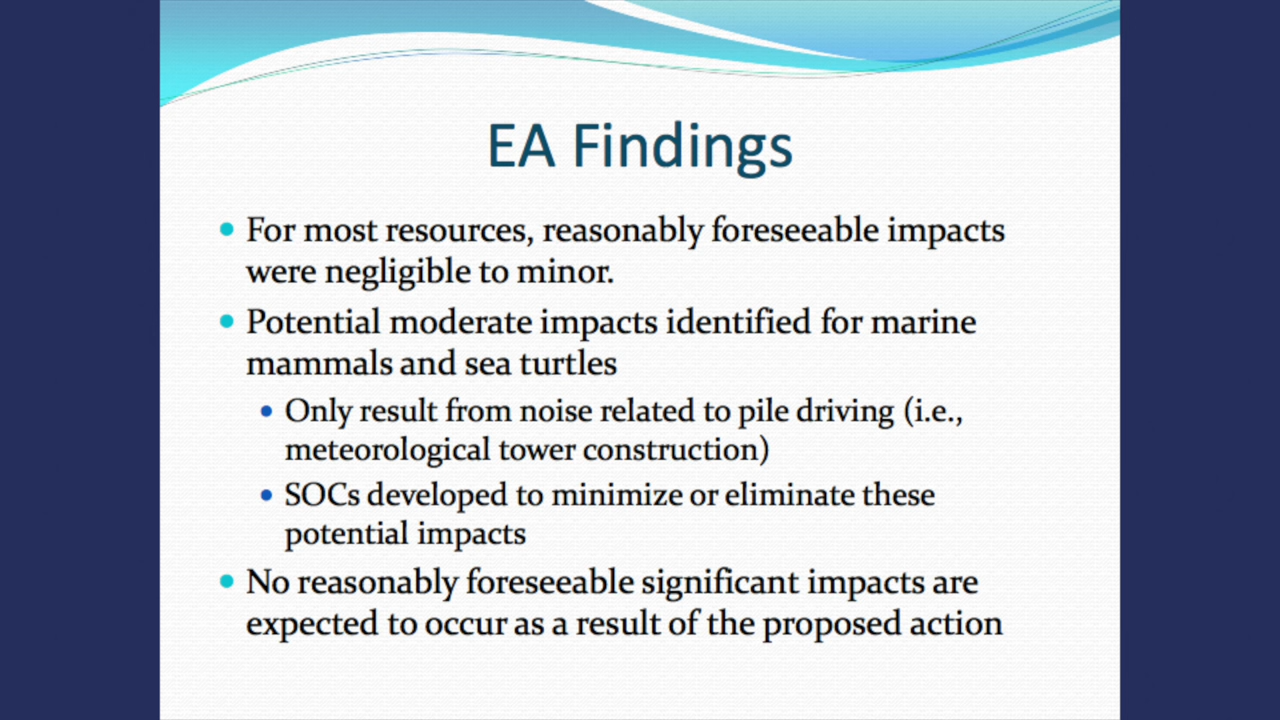 EA Findings
For most resources, reasonably foreseeable impacts
were negligible to minor.
Potential moderate impacts identified for marine
mammals and sea turtles
Only result from noise related to pile driving (i.e.,
meteorological tower construction)
SOCs developed to minimize or eliminate these
potential impacts
No reasonably foreseeable significant impacts are
expected to occur as a result of the proposed action